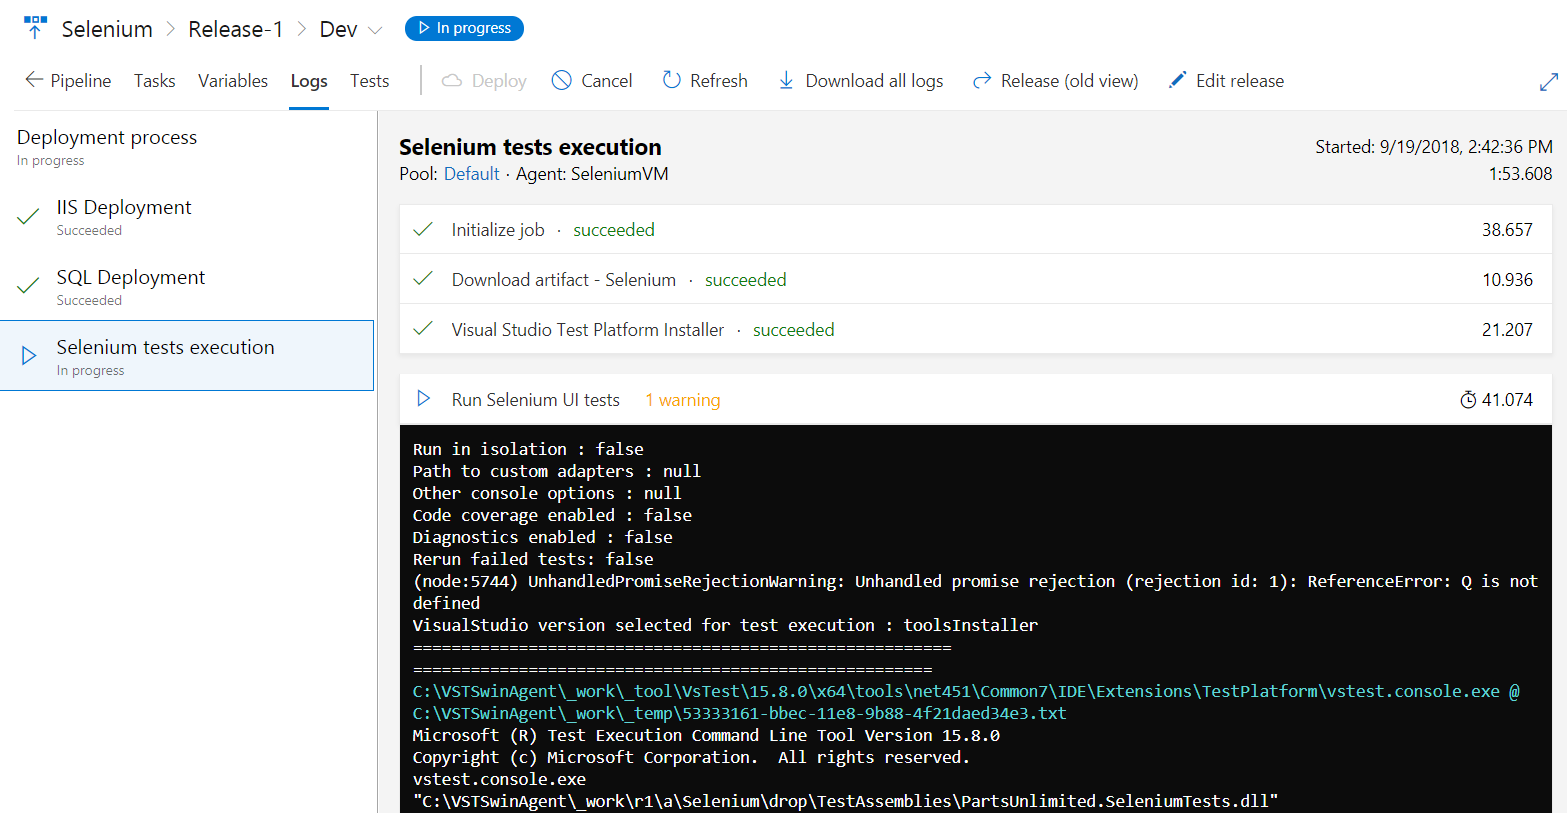 Selenium > Release-1 > Dev In progress
Pipeline Tasks Variables Logs Tests Deploy Cancel Refresh Download all logs Release (old view) Edit release
Deployment process
In progress
IIS Deployment
Succeeded
SQL Deployment
Succeeded
Selenium tests execution
In progress
Selenium tests execution
Started: 9/19/2018, 2:42:36 PM
Pool: Default · Agent: SeleniumVM
1:53.608
Initialize job · succeeded 38.657
Download artifact - Selenium · succeeded 10.936
Visual Studio Test Platform Installer · succeeded 21.207
Run Selenium UI tests 1 warning 41.074
Run in isolation : false
Path to custom adapters : null
Other console options : null
Code coverage enabled : false
Diagnostics enabled : false
Rerun failed tests: false
(node:5744) UnhandledPromiseRejectionWarning: Unhandled promise rejection (rejection id: 1): ReferenceError: Q is not
defined
VisualStudio version selected for test execution : toolsInstaller
========================================================
======================================================
C:\VSTSwinAgent\_work\_tool\VsTest\15.8.0\x64\tools\net451\Common7\IDE\Extensions\TestPlatform\vstest.console.exe @
C:\VSTSwinAgent\_work\_temp\53333161-bbec-11e8-9b88-4f21daed34e3.txt
Microsoft (R) Test Execution Command Line Tool Version 15.8.0
Copyright (c) Microsoft Corporation.  All rights reserved.
vstest.console.exe
"C:\VSTSwinAgent\_work\r1\a\Selenium\drop\TestAssemblies\PartsUnlimited.SeleniumTests.dll"